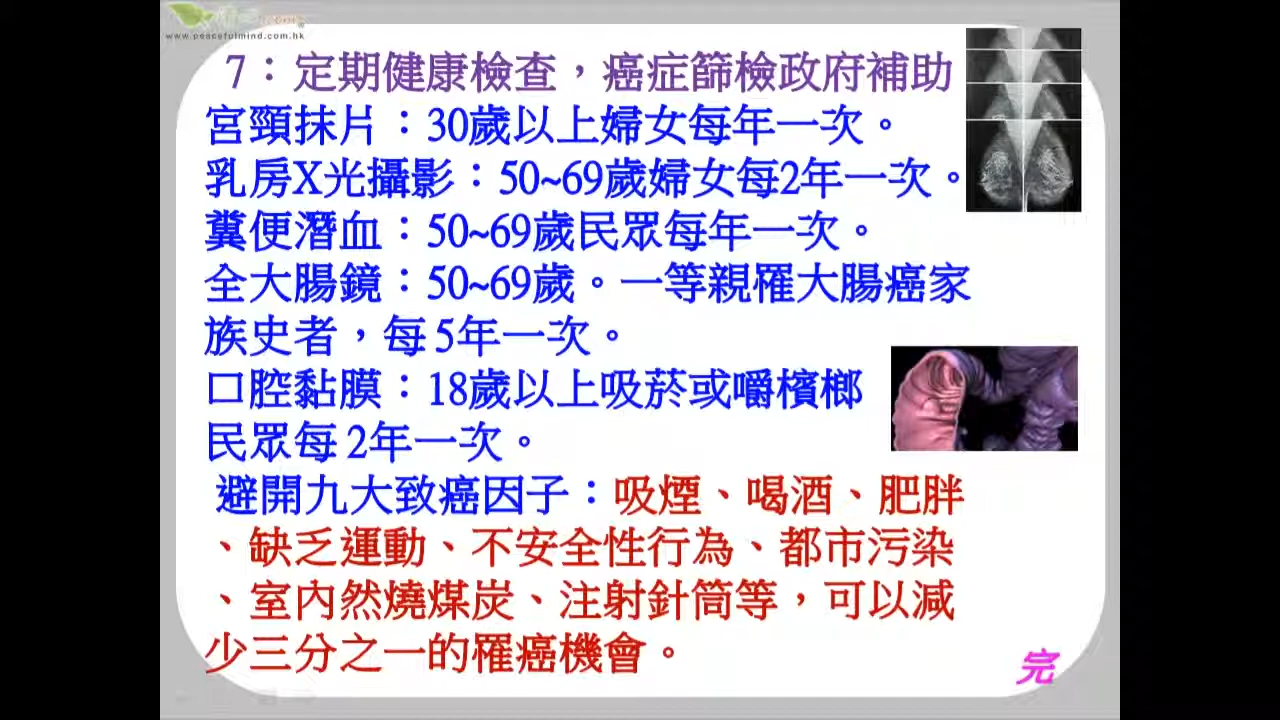 www.peacefulmind.com.hk
7：定期健康檢查，癌症篩檢政府補助
宮頸抹片：30歲以上婦女每年一次。
乳房X光攝影：50~69歲婦女每2年一次。
糞便潛血：50~69歲民眾每年一次。
全大腸鏡：50~69歲。一等親罹大腸癌家
族史者，每5年一次。
口腔黏膜：18歲以上吸菸或嚼檳榔
民眾每2年一次。
避開九大致癌因子：吸煙、喝酒、肥胖
、缺乏運動、不安全性行為、都市污染
、室內然燒煤炭、注射針筒等，可以減
少三分之一的罹癌機會。
完